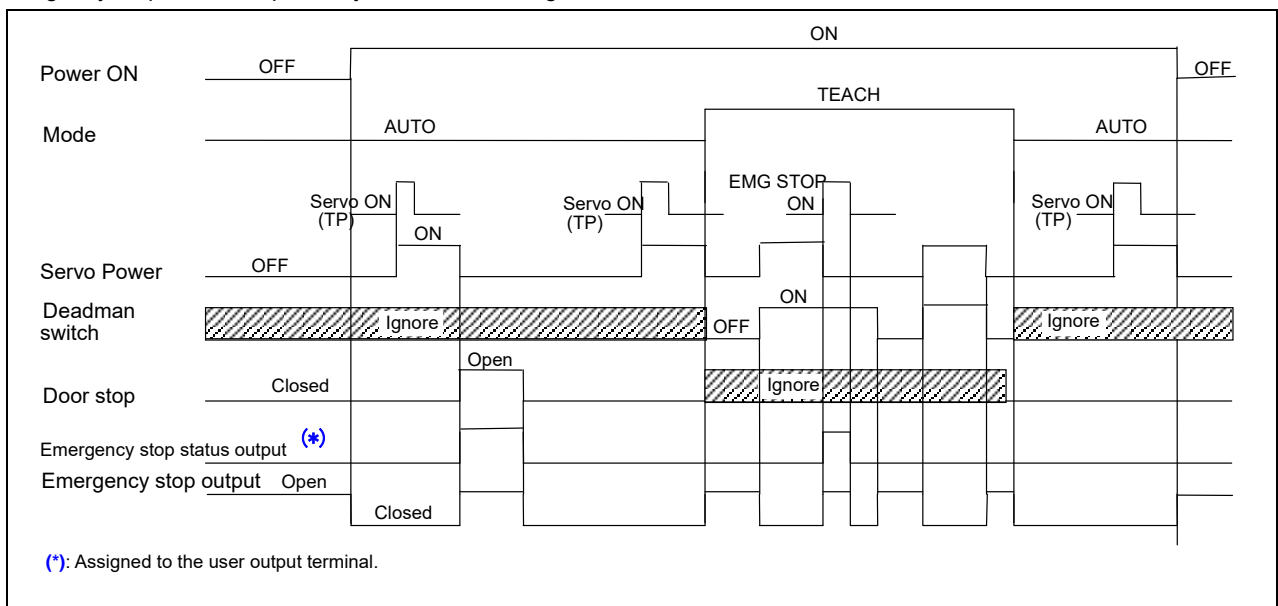 ON
Power ON OFF OFF
TEACH
Mode AUTO AUTO
EMG STOP
Servo ON Servo ON ON Servo ON
(TP) (TP) (TP)
ON
Servo Power OFF
ON
Deadman
switch Ignore OFF Ignore
Open
Door stop Closed Ignore
Emergency stop status output (*)
Emergency stop output Open
Closed
(*): Assigned to the user output terminal.